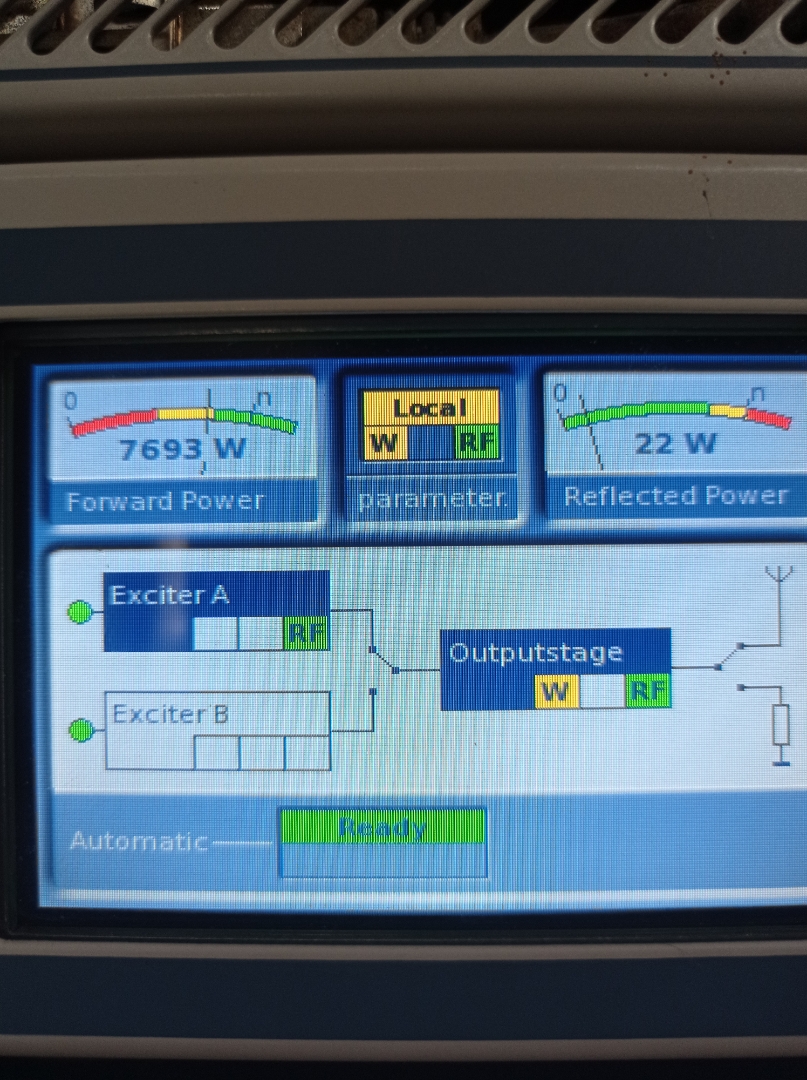 0 n
7693 W
Forward Power
Local
W RF
parameter.
0 n
22 W
Reflected Power
Exciter A
RF
Exciter B
Outputstage
W RF
Automatic
Ready